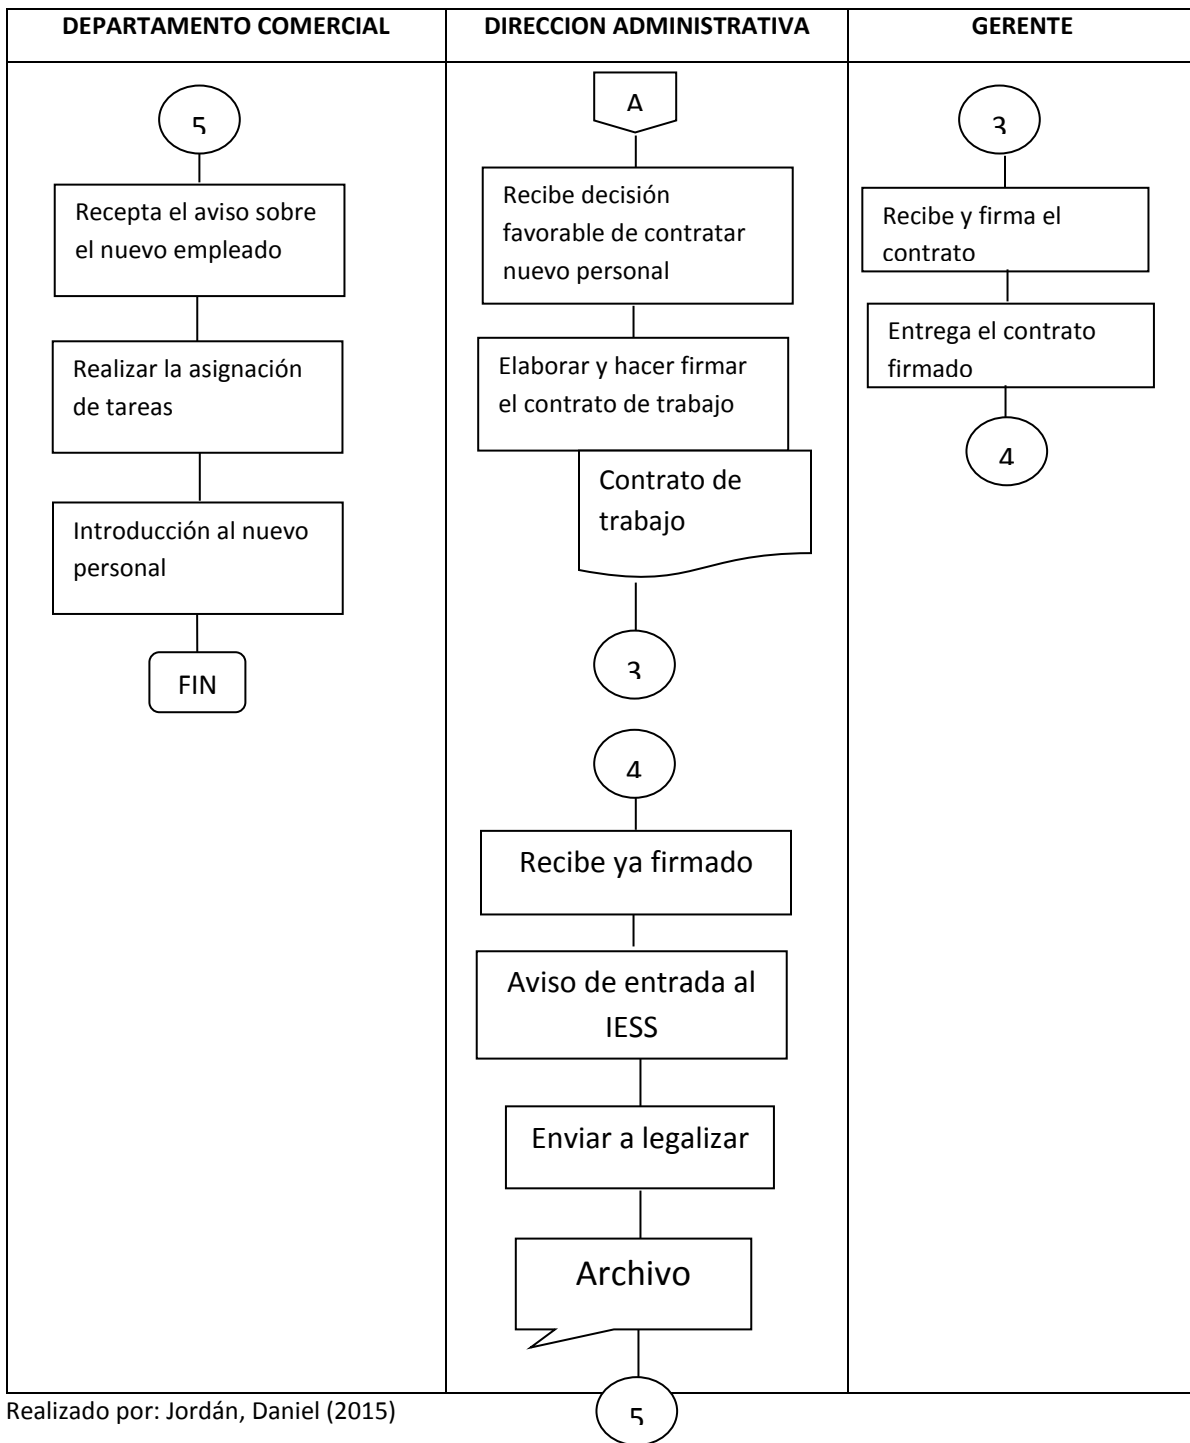 DEPARTAMENTO COMERCIAL
DIRECCION ADMINISTRATIVA
GERENTE
5
Recepta el aviso sobre
el nuevo empleado
Realizar la asignación
de tareas
Introducción al nuevo
personal
FIN
A
Recibe decisión
favorable de contratar
nuevo personal
Elaborar y hacer firmar
el contrato de trabajo
Contrato de
trabajo
3
4
Recibe ya firmado
Aviso de entrada al
IESS
Enviar a legalizar
Archivo
5
3
Recibe y firma el
contrato
Entrega el contrato
firmado
4
Realizado por: Jordán, Daniel (2015)